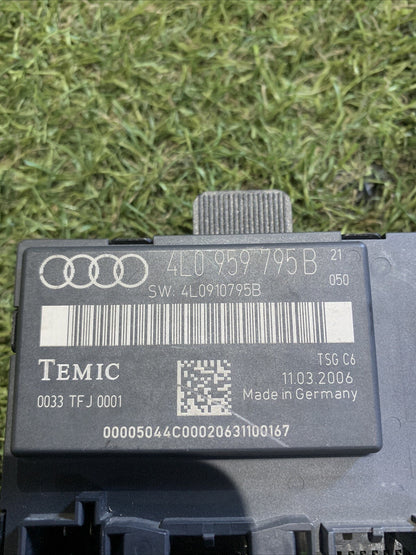 4L0 959 795B 21
050
SW: 4L0910795B
TEMIC
TSG C6
11.03.2006
0033 TFJ 0001
Made in Germany
00005044C00020631100167